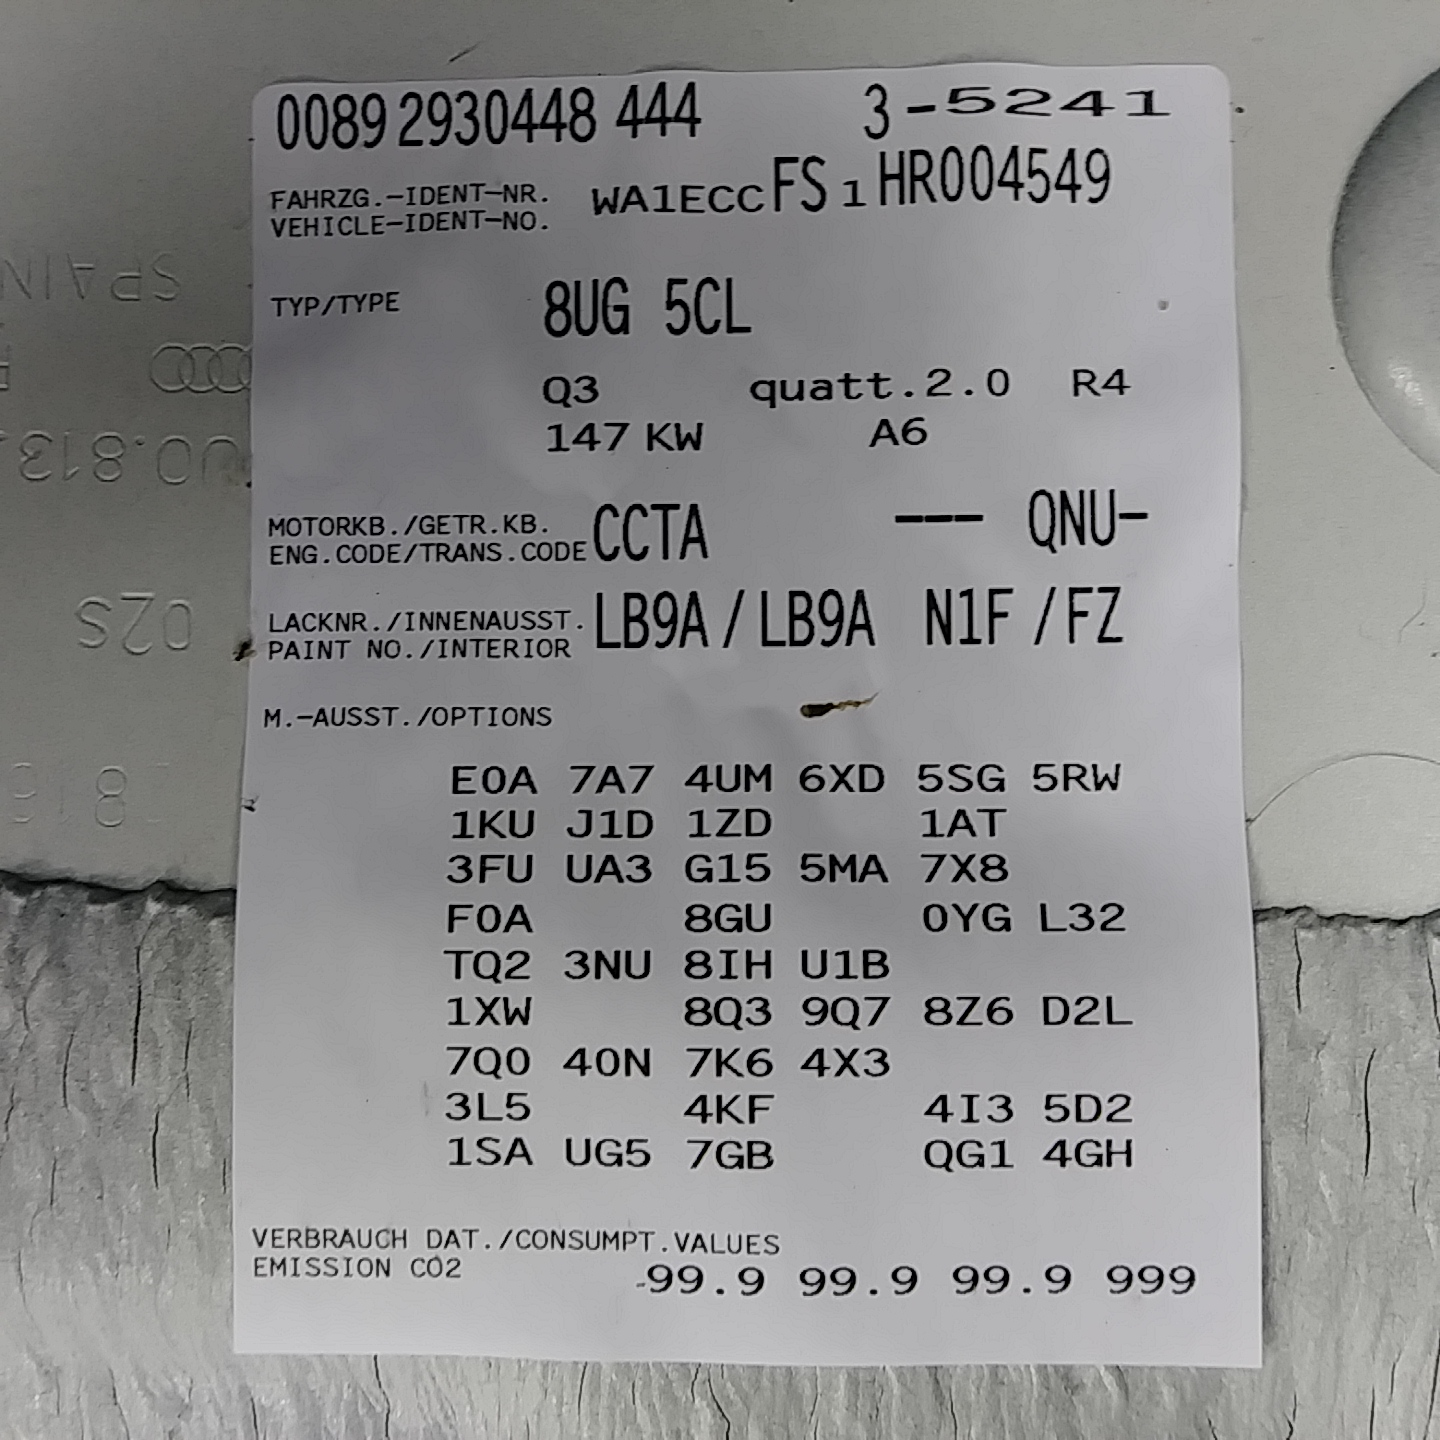 0089 2930448 444 3-5241
FAHRZG.-IDENT-NR.
VEHICLE-IDENT-NO. WA1ECCFS1HR004549
TYP/TYPE 8UG 5CL
Q3 quatt.2.0 R4
147 KW A6
MOTORKB./GETR.KB.
ENG.CODE/TRANS.CODE CCTA --- QNU-
LACKNR./INNENAUSST.
PAINT NO./INTERIOR LB9A / LB9A N1F / FZ
M.-AUSST./OPTIONS
E0A 7A7 4UM 6XD 5SG 5RW
1KU J1D 1ZD 1AT
3FU UA3 G15 5MA 7X8
F0A 8GU 0YG L32
TQ2 3NU 8IH U1B
1XW 8Q3 9Q7 8Z6 D2L
7Q0 40N 7K6 4X3
3L5 4KF 4I3 5D2
1SA UG5 7GB QG1 4GH
VERBRAUCH DAT./CONSUMPT.VALUES
EMISSION CO2 99.9 99.9 99.9 999
SPAIN
02S